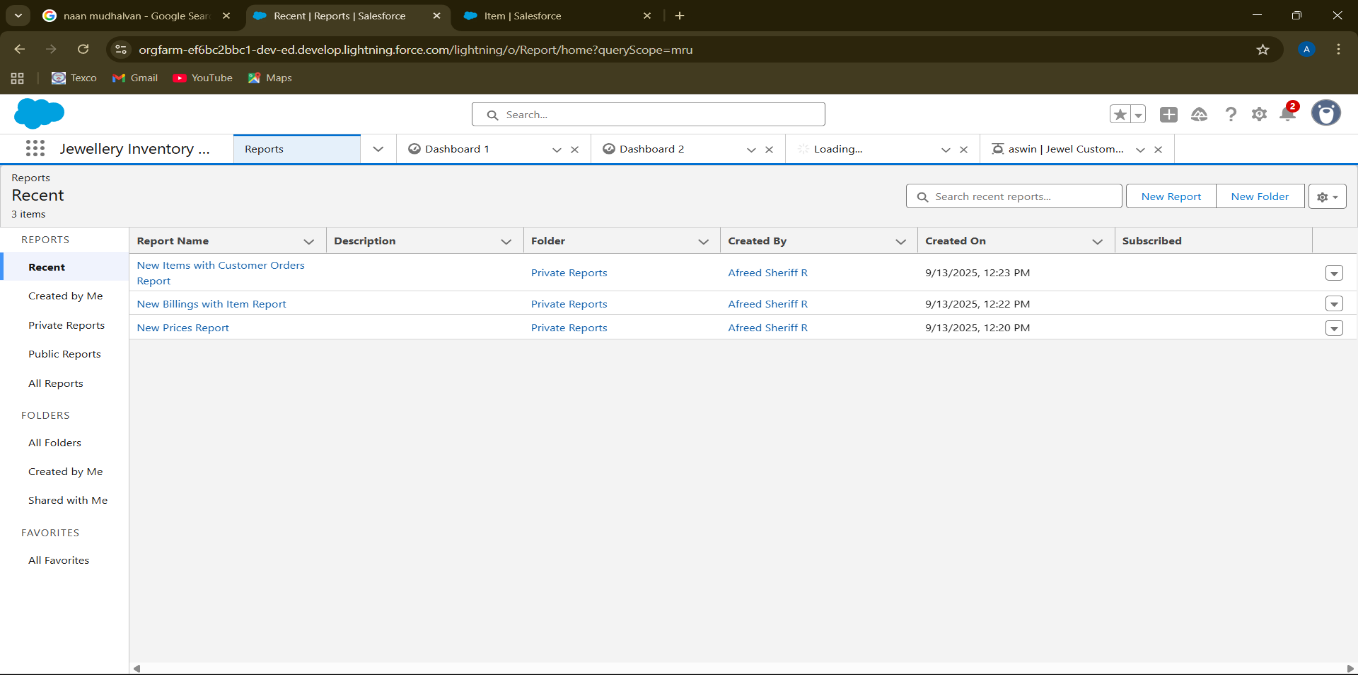 naan mudhalvan - Google Sear
Recent | Reports | Salesforce
Item | Salesforce
orgfarm-ef6bc2bbc1-dev-ed.develop.lightning.force.com/lightning/o/Report/home?queryScope=mru
A
Texco
Gmail
YouTube
Maps
Search...
2
Jewellery Inventory ...
Reports
Dashboard 1
Dashboard 2
Loading...
aswin | Jewel Custom...
Reports
Recent
3 items
Search recent reports...
New Report
New Folder
REPORTS
Report Name Description Folder Created By Created On Subscribed
Recent
New Items with Customer Orders
Report
Private Reports Afreed Sheriff R 9/13/2025, 12:23 PM
Created by Me
New Billings with Item Report Private Reports Afreed Sheriff R 9/13/2025, 12:22 PM
Private Reports
New Prices Report Private Reports Afreed Sheriff R 9/13/2025, 12:20 PM
Public Reports
All Reports
FOLDERS
All Folders
Created by Me
Shared with Me
FAVORITES
All Favorites